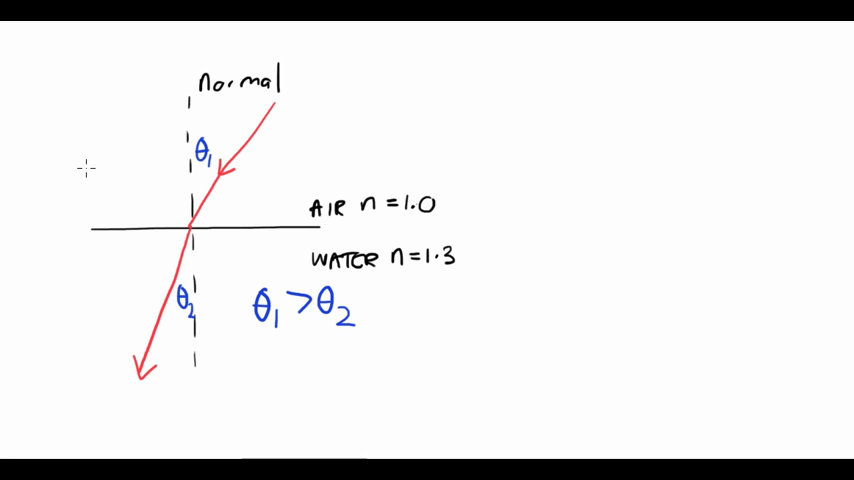 normal
θ₁
AIR n = 1.0
WATER n = 1.3
θ₂
θ₁ > θ₂